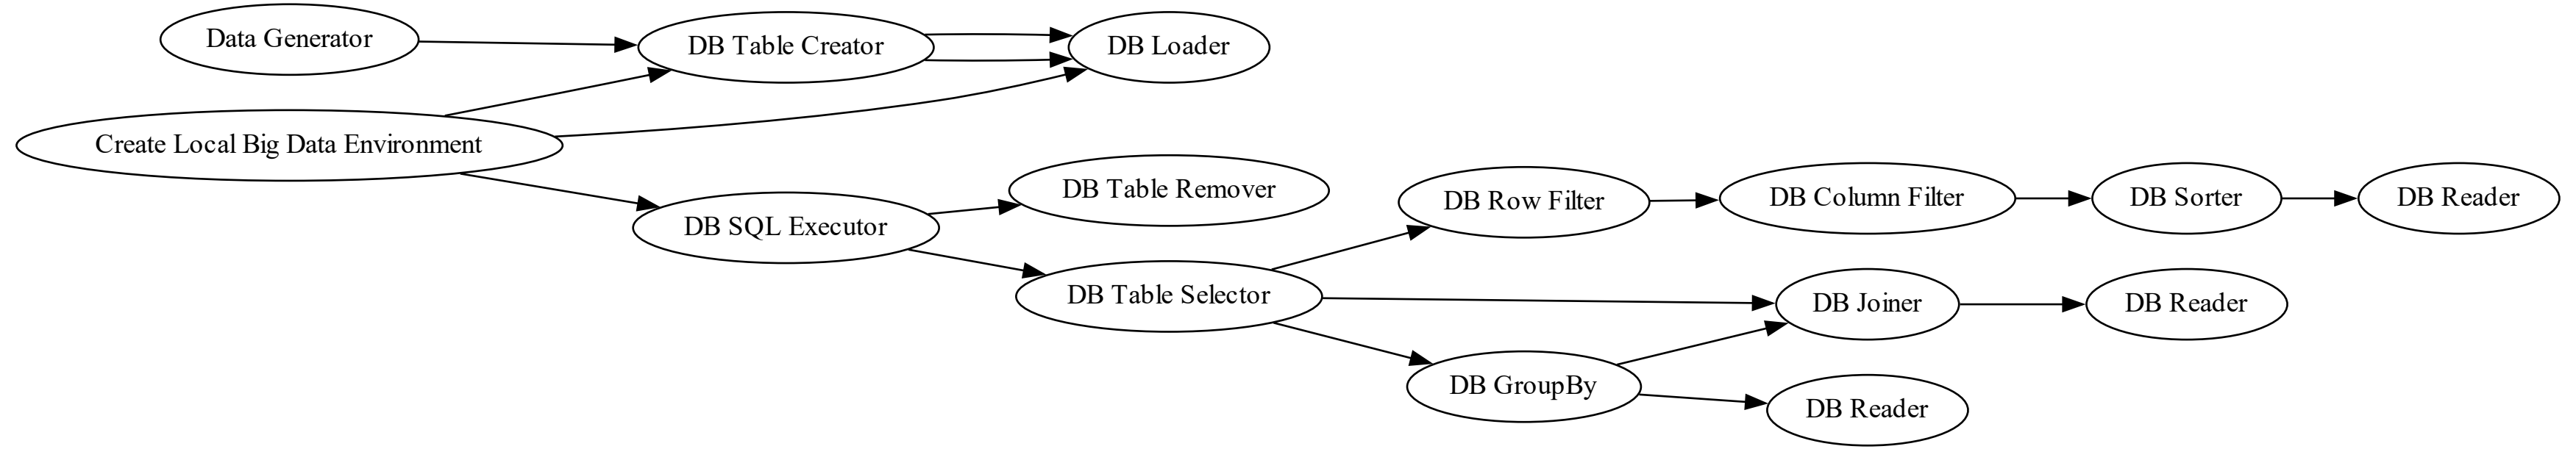 Data Generator
DB Table Creator
DB Loader
Create Local Big Data Environment
DB Table Remover
DB SQL Executor
DB Row Filter
DB Column Filter
DB Sorter
DB Reader
DB Table Selector
DB Joiner
DB Reader
DB GroupBy
DB Reader